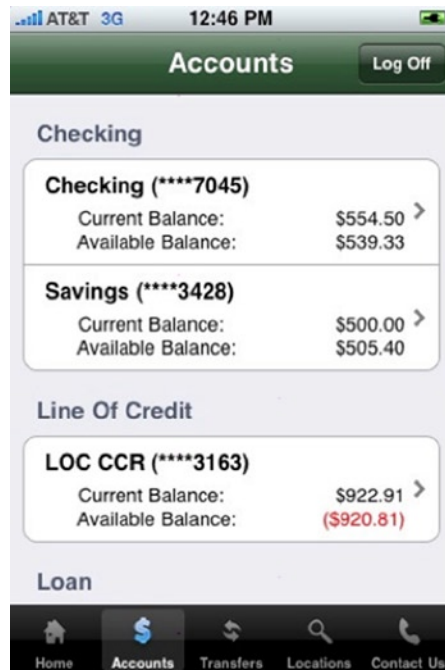 AT&T 3G 12:46 PM
Accounts Log Off
Checking
Checking (****7045)
Current Balance: $554.50
Available Balance: $539.33
Savings (****3428)
Current Balance: $500.00
Available Balance: $505.40
Line Of Credit
LOC CCR (****3163)
Current Balance: $922.91
Available Balance: ($920.81)
Loan
Home Accounts Transfers Locations Contact Us